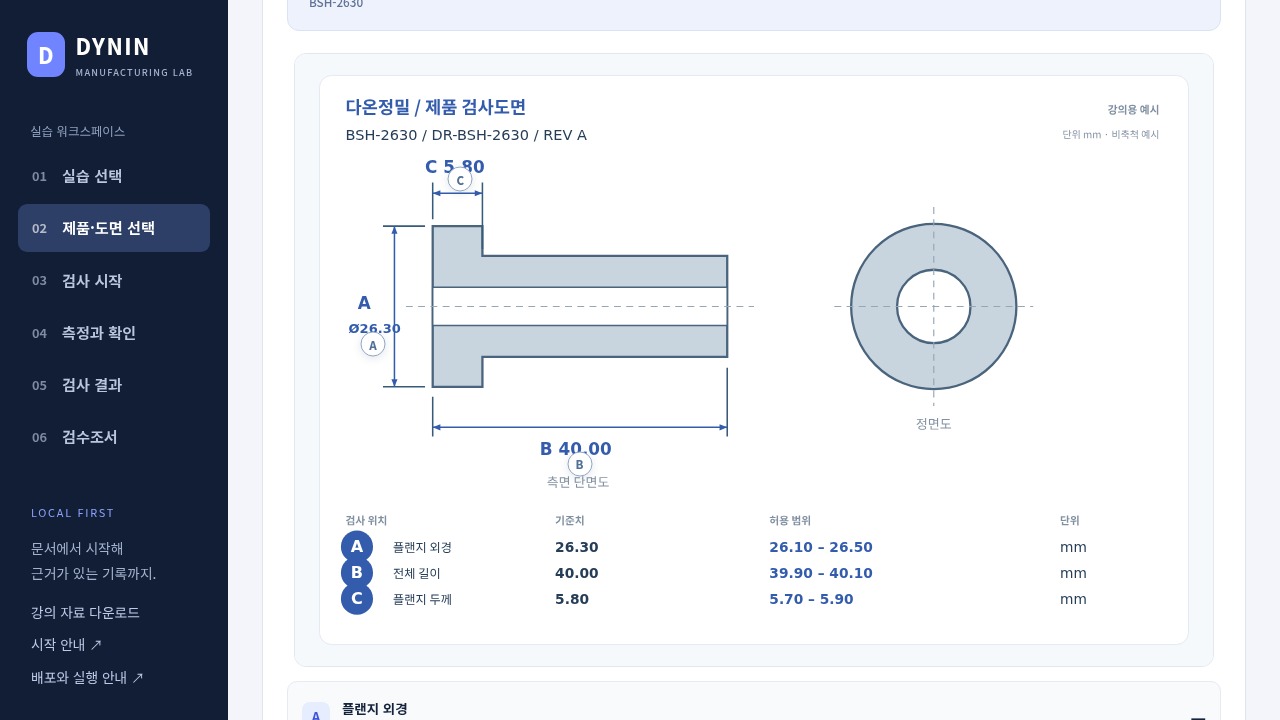 D
DYNIN
MANUFACTURING LAB
실습 워크스페이스
01 실습 선택
02 제품·도면 선택
03 검사 시작
04 측정과 확인
05 검사 결과
06 검수조서
LOCAL FIRST
문서에서 시작해
근거가 있는 기록까지.
강의 자료 다운로드
시작 안내 ↗
배포와 실행 안내 ↗
BSH-2630
다온정밀 / 제품 검사도면
강의용 예시
BSH-2630 / DR-BSH-2630 / REV A
단위 mm · 비축척 예시
C 5.80
C
A
Ø26.30
A
B 40.00
B
측면 단면도
정면도
검사 위치 기준치 허용 범위 단위
A 플랜지 외경 26.30 26.10 – 26.50 mm
B 전체 길이 40.00 39.90 – 40.10 mm
C 플랜지 두께 5.80 5.70 – 5.90 mm
A 플랜지 외경